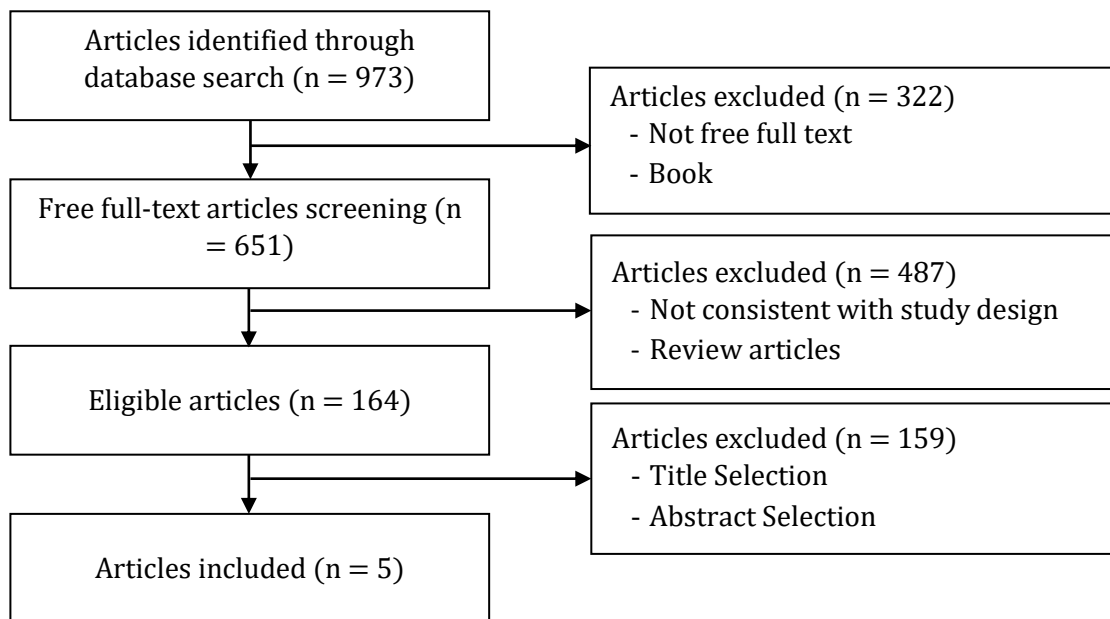 Articles identified through
database search (n = 973)
Articles excluded (n = 322)
- Not free full text
- Book
Free full-text articles screening (n
= 651)
Articles excluded (n = 487)
- Not consistent with study design
- Review articles
Eligible articles (n = 164)
Articles excluded (n = 159)
- Title Selection
- Abstract Selection
Articles included (n = 5)